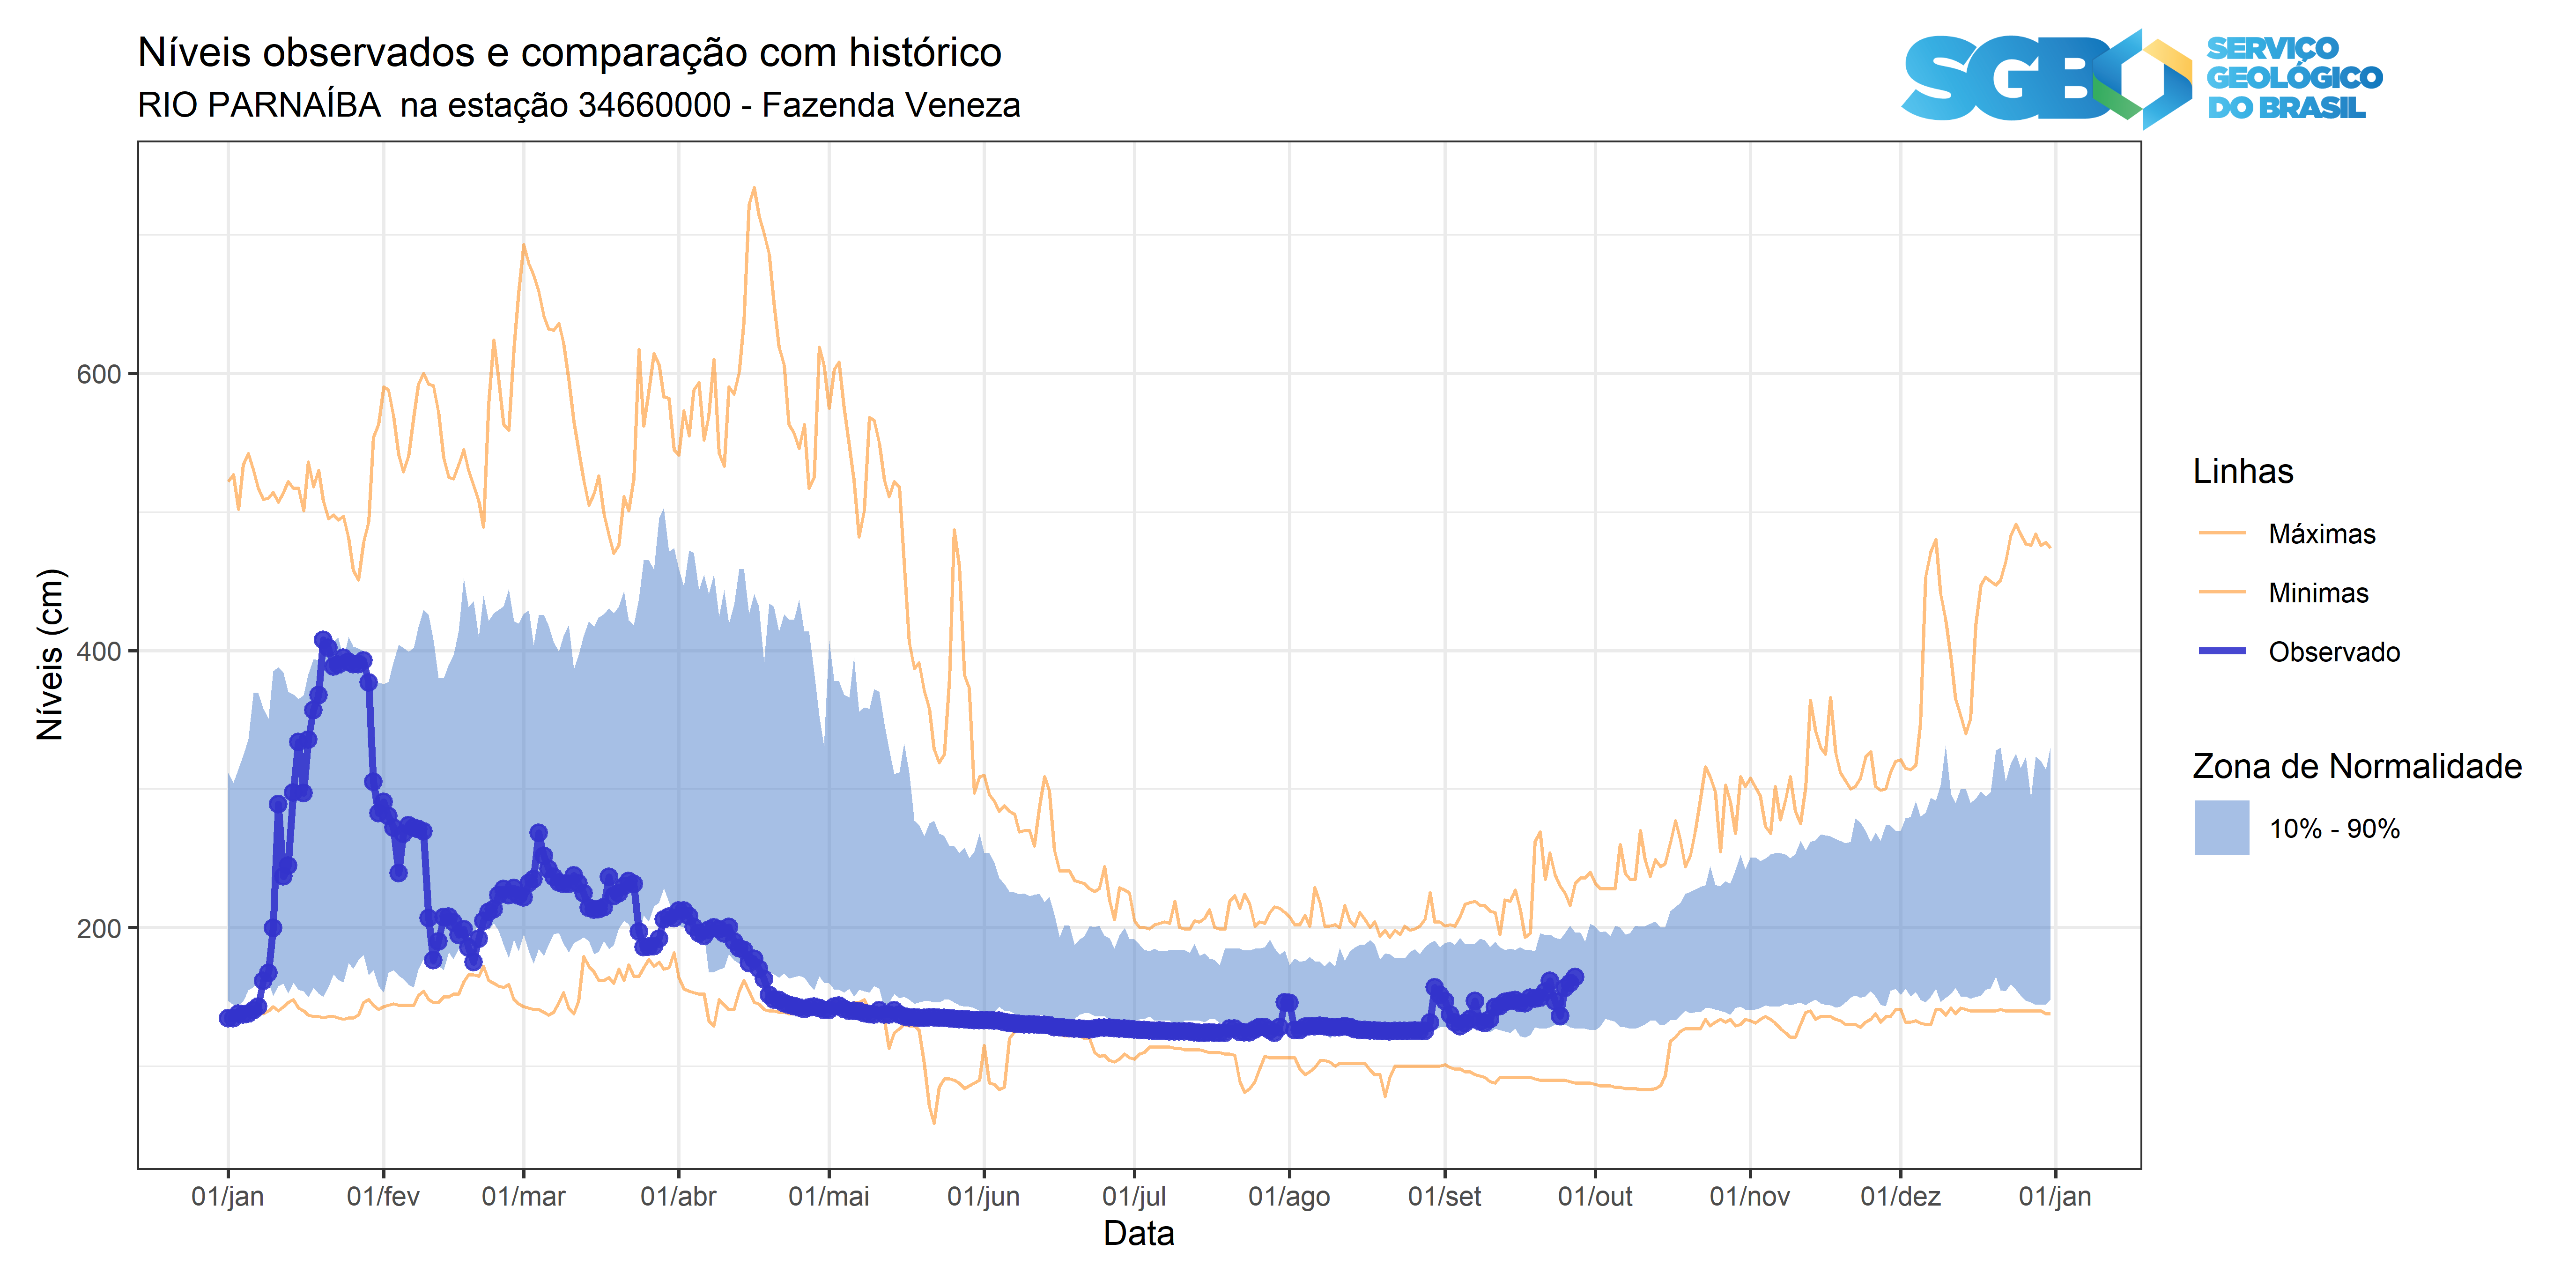 Níveis observados e comparação com histórico
RIO PARNAÍBA  na estação 34660000 - Fazenda Veneza
SGB
SERVIÇO
GEOLÓGICO
DO BRASIL
Níveis (cm)
600
400
200
01/jan
01/fev
01/mar
01/abr
01/mai
01/jun
01/jul
01/ago
01/set
01/out
01/nov
01/dez
01/jan
Data
Linhas
Máximas
Minimas
Observado
Zona de Normalidade
10% - 90%